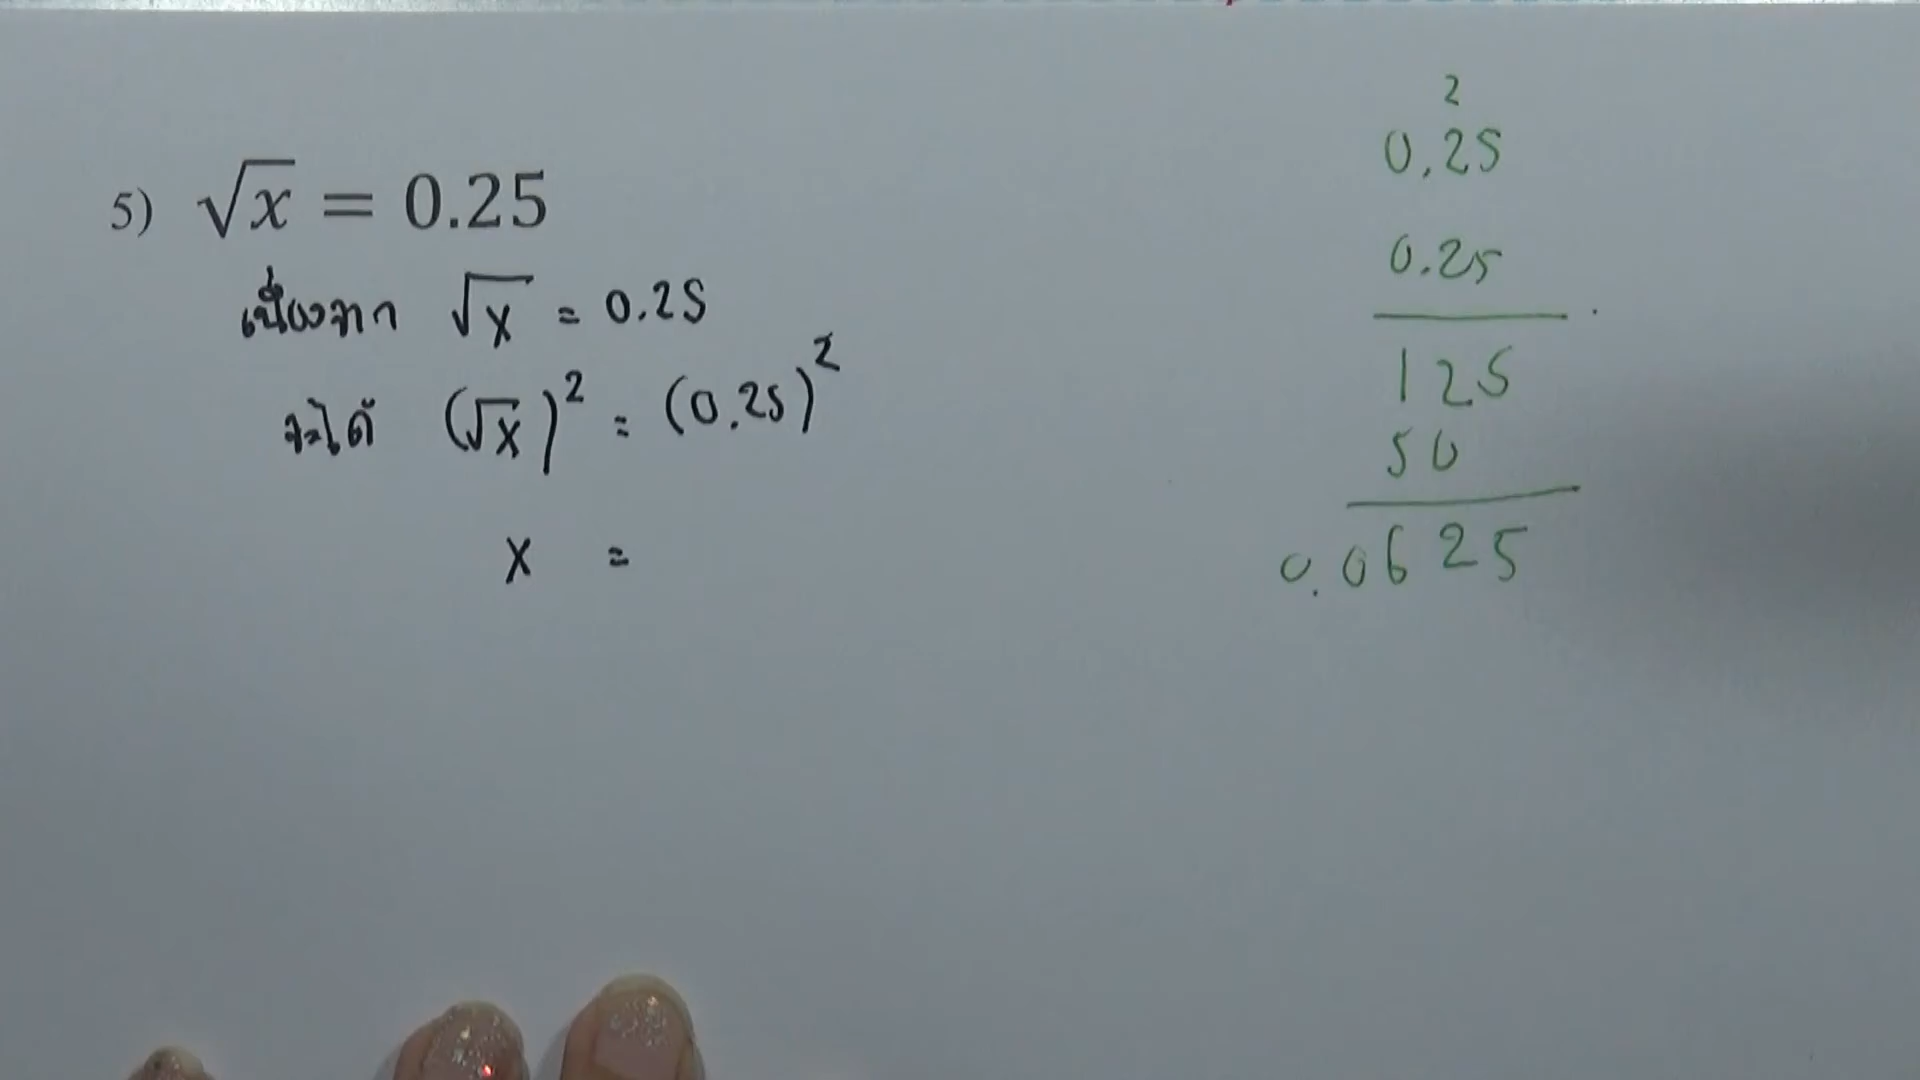 5) √x = 0.25
เนื่องจาก √x = 0.25
จะได้ (√x)² = (0.25)²
x =
2
0.25
0.25
125
50
0.0625